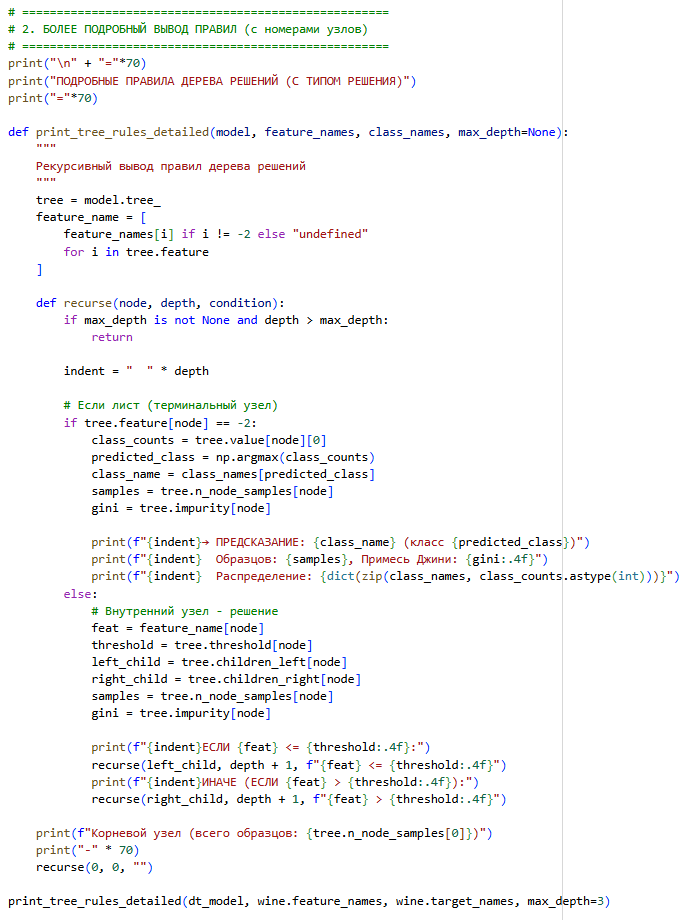 # =====================================================
# 2. БОЛЕЕ ПОДРОБНЫЙ ВЫВОД ПРАВИЛ (с номерами узлов)
# =====================================================
print("\n" + "="*70)
print("ПОДРОБНЫЕ ПРАВИЛА ДЕРЕВА РЕШЕНИЙ (С ТИПОМ РЕШЕНИЯ)")
print("="*70)

def print_tree_rules_detailed(model, feature_names, class_names, max_depth=None):
    """
    Рекурсивный вывод правил дерева решений
    """
    tree = model.tree_
    feature_name = [
        feature_names[i] if i != -2 else "undefined"
        for i in tree.feature
    ]

    def recurse(node, depth, condition):
        if max_depth is not None and depth > max_depth:
            return

        indent = "  " * depth

        # Если лист (терминальный узел)
        if tree.feature[node] == -2:
            class_counts = tree.value[node][0]
            predicted_class = np.argmax(class_counts)
            class_name = class_names[predicted_class]
            samples = tree.n_node_samples[node]
            gini = tree.impurity[node]

            print(f"{indent}→ ПРЕДСКАЗАНИЕ: {class_name} (класс {predicted_class})")
            print(f"{indent}  Образцов: {samples}, Примесь Джини: {gini:.4f}")
            print(f"{indent}  Распределение: {dict(zip(class_names, class_counts.astype(int)))}")
        else:
            # Внутренний узел - решение
            feat = feature_name[node]
            threshold = tree.threshold[node]
            left_child = tree.children_left[node]
            right_child = tree.children_right[node]
            samples = tree.n_node_samples[node]
            gini = tree.impurity[node]

            print(f"{indent}ЕСЛИ {feat} <= {threshold:.4f}:")
            recurse(left_child, depth + 1, f"{feat} <= {threshold:.4f}")
            print(f"{indent}ИНАЧЕ (ЕСЛИ {feat} > {threshold:.4f}):")
            recurse(right_child, depth + 1, f"{feat} > {threshold:.4f}")

    print(f"Корневой узел (всего образцов: {tree.n_node_samples[0]})")
    print("-" * 70)
    recurse(0, 0, "")

print_tree_rules_detailed(dt_model, wine.feature_names, wine.target_names, max_depth=3)